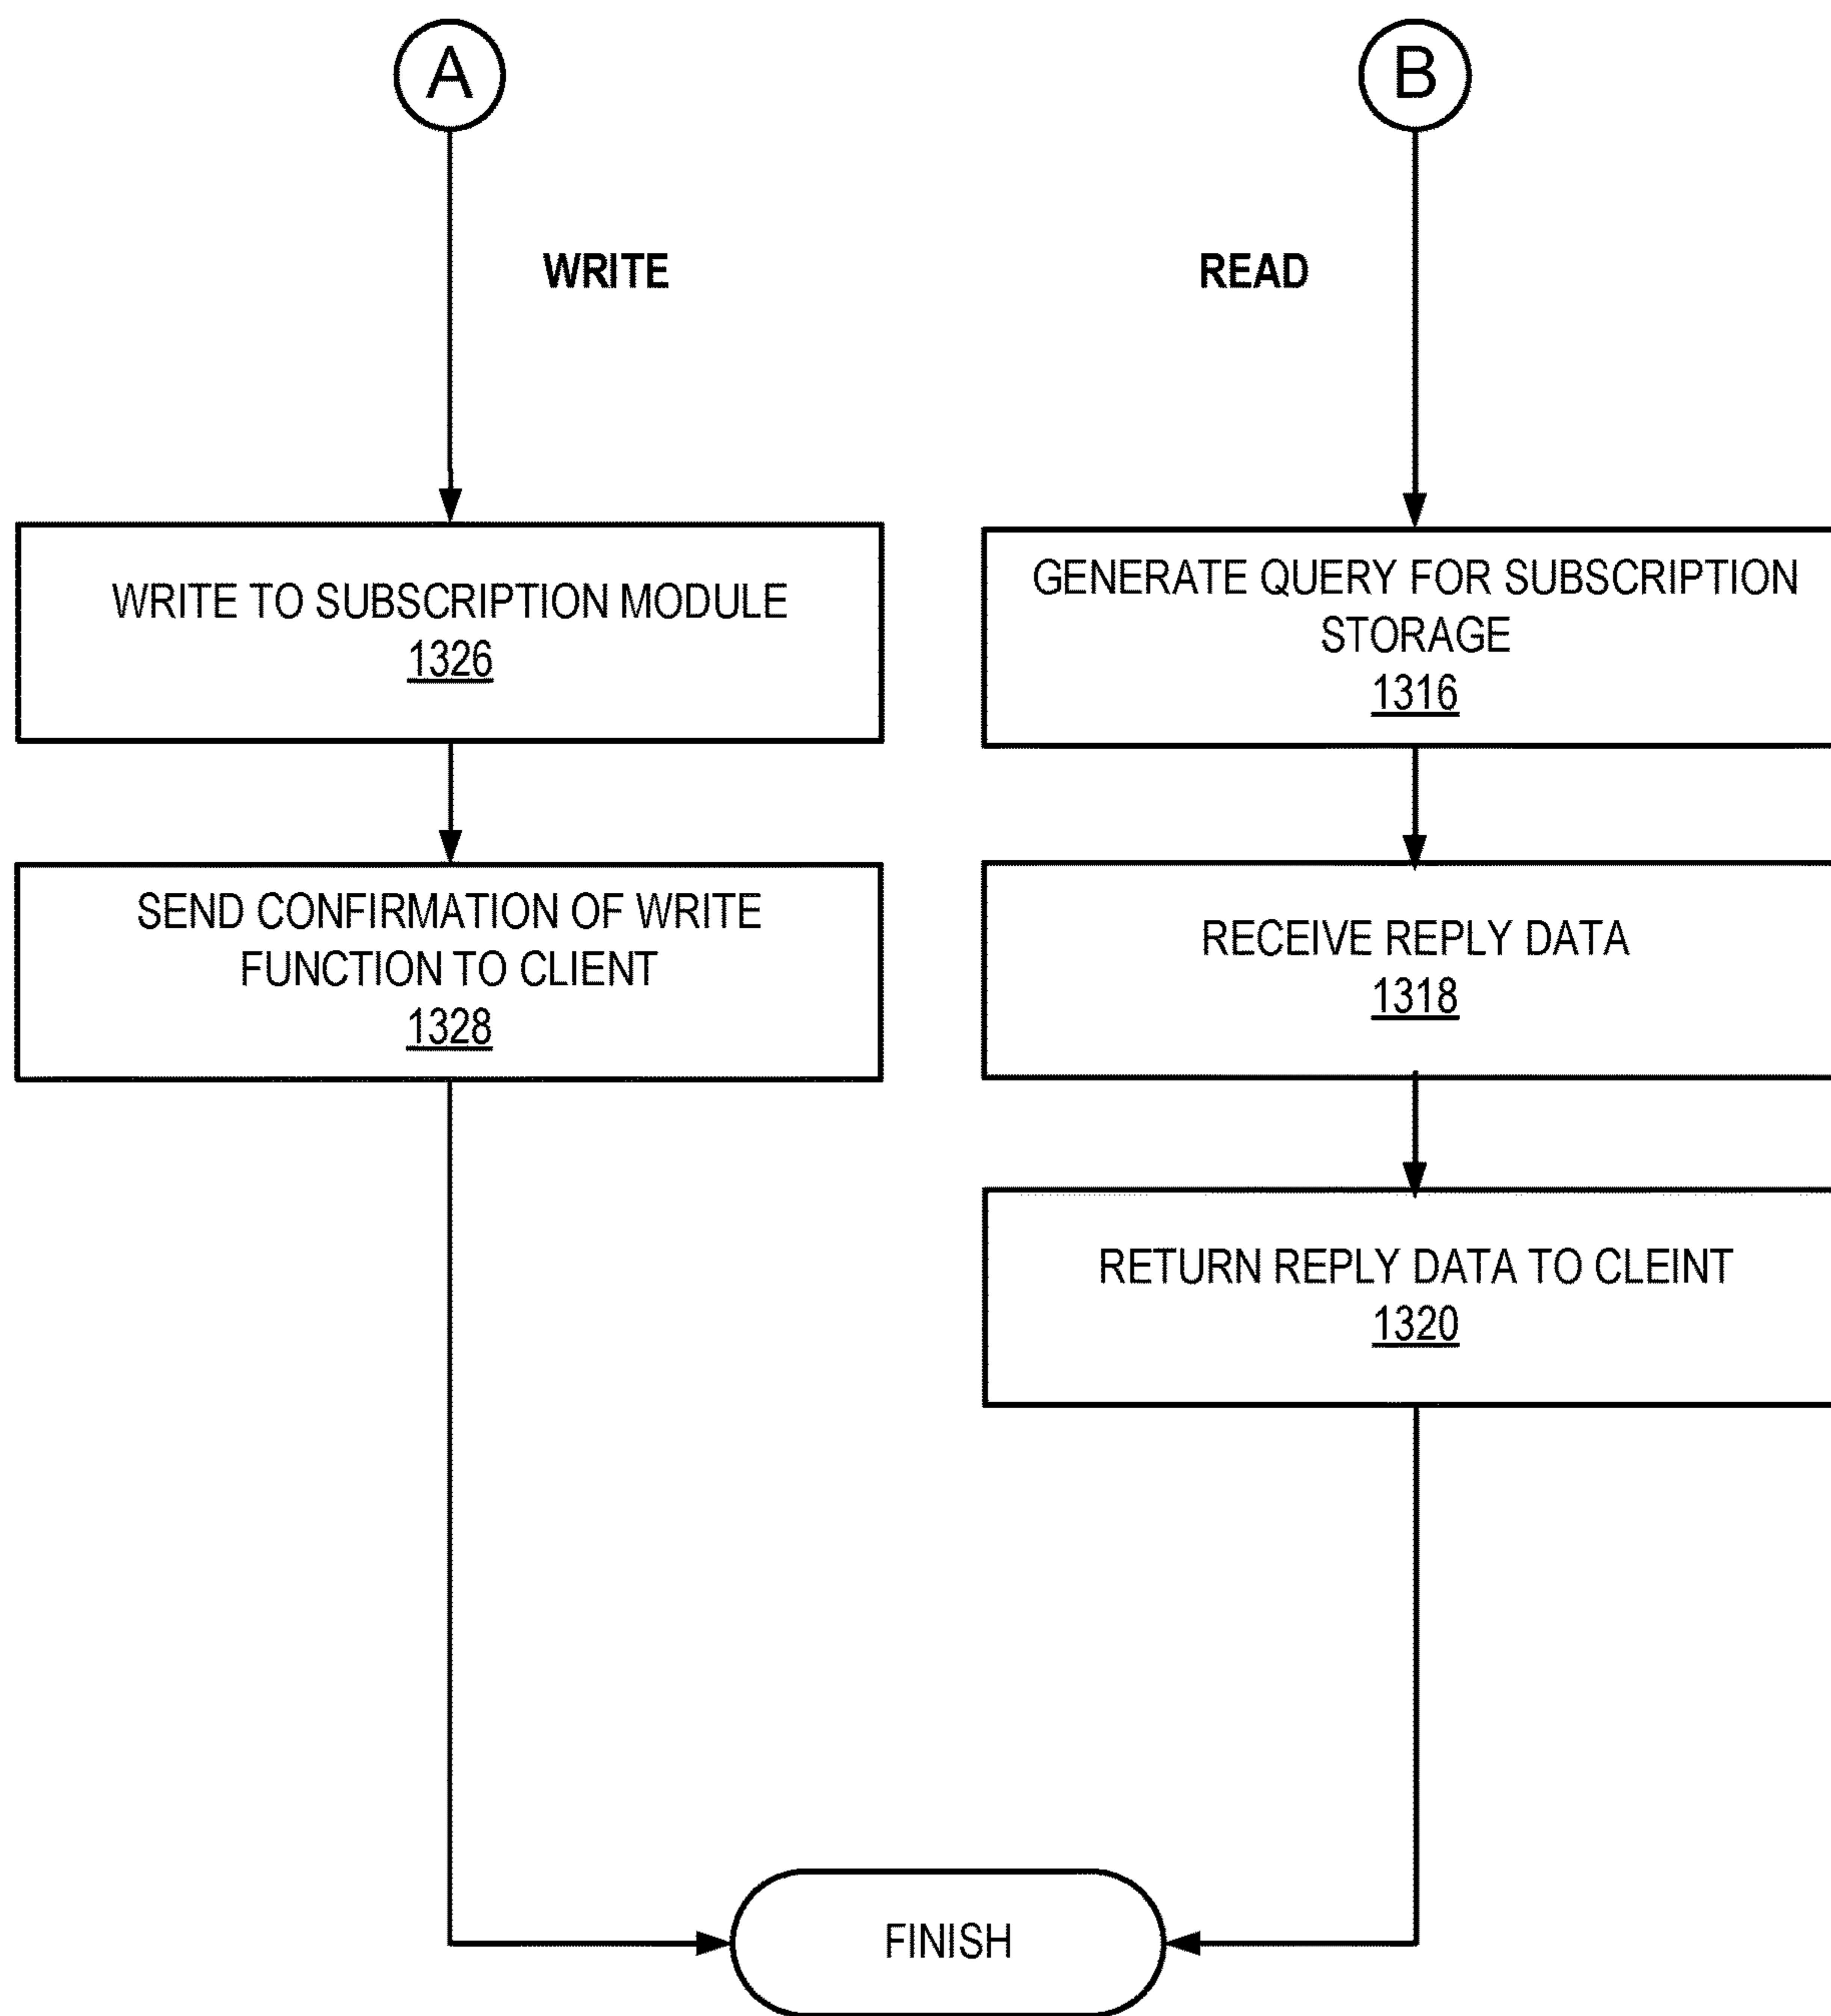 A
B
WRITE
READ
WRITE TO SUBSCRIPTION MODULE
1326
GENERATE QUERY FOR SUBSCRIPTION
STORAGE
1316
SEND CONFIRMATION OF WRITE
FUNCTION TO CLIENT
1328
RECEIVE REPLY DATA
1318
RETURN REPLY DATA TO CLEINT
1320
FINISH